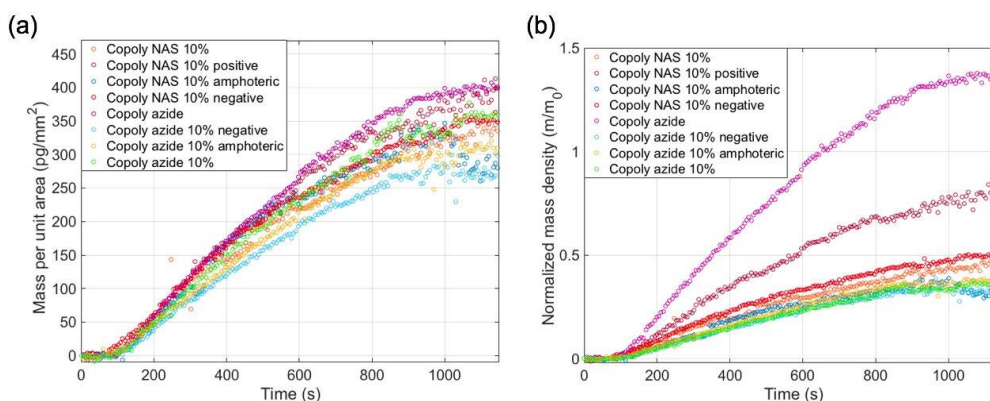 (a)
Mass per unit area (pg/mm²)
450
400
350
300
250
200
150
100
50
0
Copoly NAS 10%
Copoly NAS 10% positive
Copoly NAS 10% amphoteric
Copoly NAS 10% negative
Copoly azide
Copoly azide 10% negative
Copoly azide 10% amphoteric
Copoly azide 10%
0 200 400 600 800 1000
Time (s)
(b)
Normalized mass density (m/m₀)
1.5
1
0.5
0
Copoly NAS 10%
Copoly NAS 10% positive
Copoly NAS 10% amphoteric
Copoly NAS 10% negative
Copoly azide
Copoly azide 10% negative
Copoly azide 10% amphoteric
Copoly azide 10%
0 200 400 600 800 1000
Time (s)